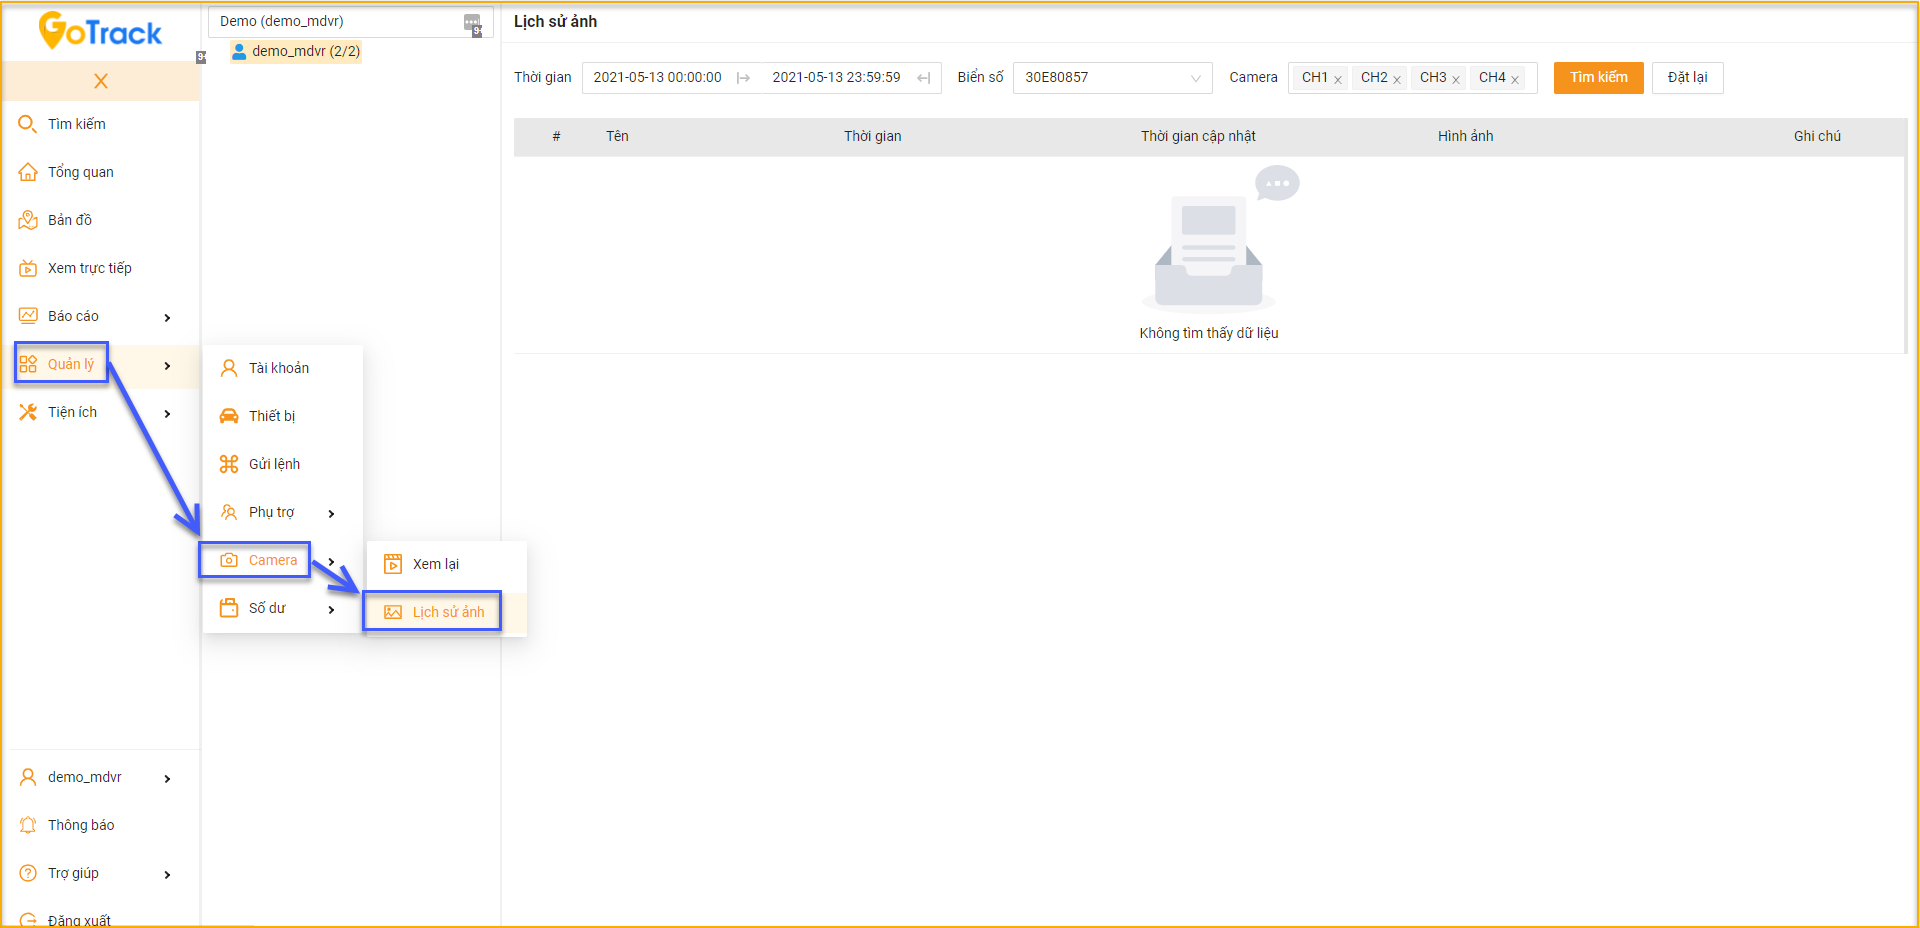 GoTrack
X
Tìm kiếm
Tổng quan
Bản đồ
Xem trực tiếp
Báo cáo
Quản lý
Tiện ích
demo_mdvr
Thông báo
Trợ giúp
Đăng xuất
Demo (demo_mdvr)
demo_mdvr (2/2)
Tài khoản
Thiết bị
Gửi lệnh
Phụ trợ
Camera
Số dư
Xem lại
Lịch sử ảnh
Lịch sử ảnh
Thời gian 2021-05-13 00:00:00 2021-05-13 23:59:59 Biển số 30E80857 Camera CH1 x CH2 x CH3 x CH4 x Tìm kiếm Đặt lại
# Tên Thời gian Thời gian cập nhật Hình ảnh Ghi chú
Không tìm thấy dữ liệu